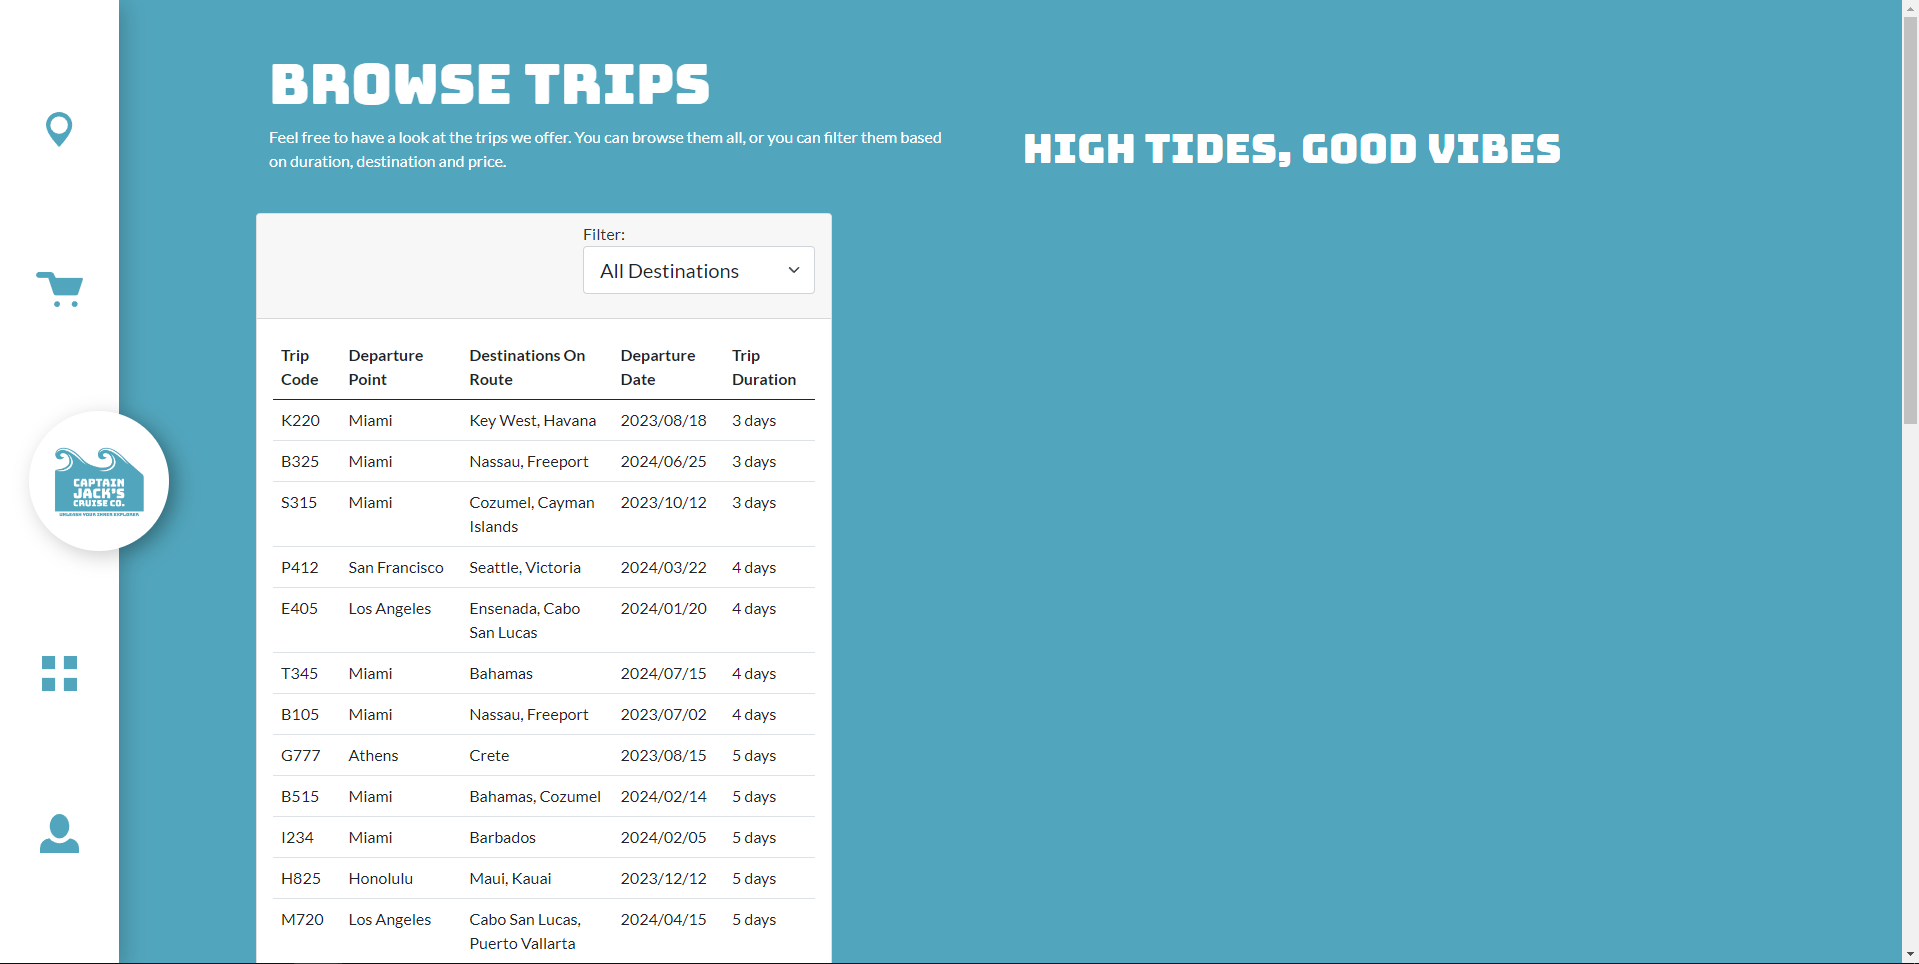 BROWSE TRIPS
Feel free to have a look at the trips we offer. You can browse them all, or you can filter them based
on duration, destination and price.
HIGH TIDES, GOOD VIBES
Filter:
All Destinations
Trip Code Departure Point Destinations On Route Departure Date Trip Duration
K220 Miami Key West, Havana 2023/08/18 3 days
B325 Miami Nassau, Freeport 2024/06/25 3 days
S315 Miami Cozumel, Cayman Islands 2023/10/12 3 days
P412 San Francisco Seattle, Victoria 2024/03/22 4 days
E405 Los Angeles Ensenada, Cabo San Lucas 2024/01/20 4 days
T345 Miami Bahamas 2024/07/15 4 days
B105 Miami Nassau, Freeport 2023/07/02 4 days
G777 Athens Crete 2023/08/15 5 days
B515 Miami Bahamas, Cozumel 2024/02/14 5 days
I234 Miami Barbados 2024/02/05 5 days
H825 Honolulu Maui, Kauai 2023/12/12 5 days
M720 Los Angeles Cabo San Lucas, Puerto Vallarta 2024/04/15 5 days
CAPTAIN
JACK'S
CRUISE CO.
UNLEASH YOUR INNER EXPLORER